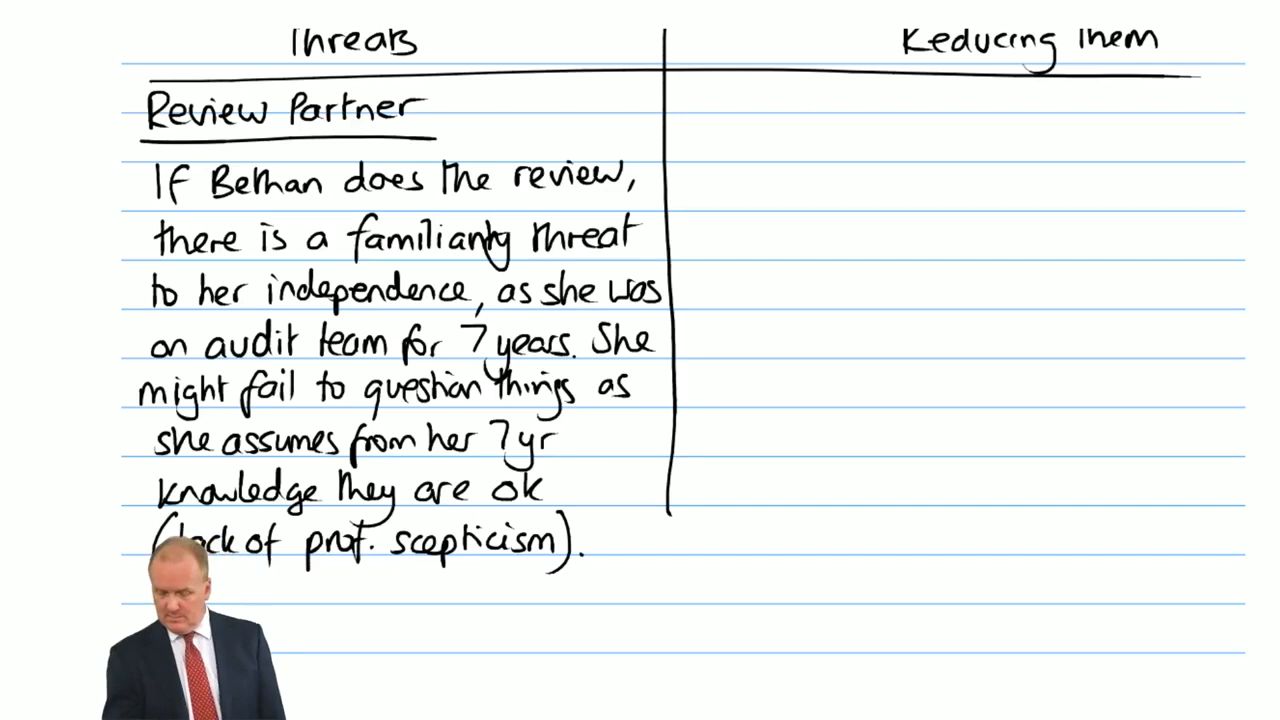 Threats
Reducing Them
Review Partner
If Bethan does the review,
there is a familiarity threat
to her independence, as she was
on audit team for 7 years. She
might fail to question things as
she assumes from her 7yr
knowledge they are ok
(lack of prof. scepticism).